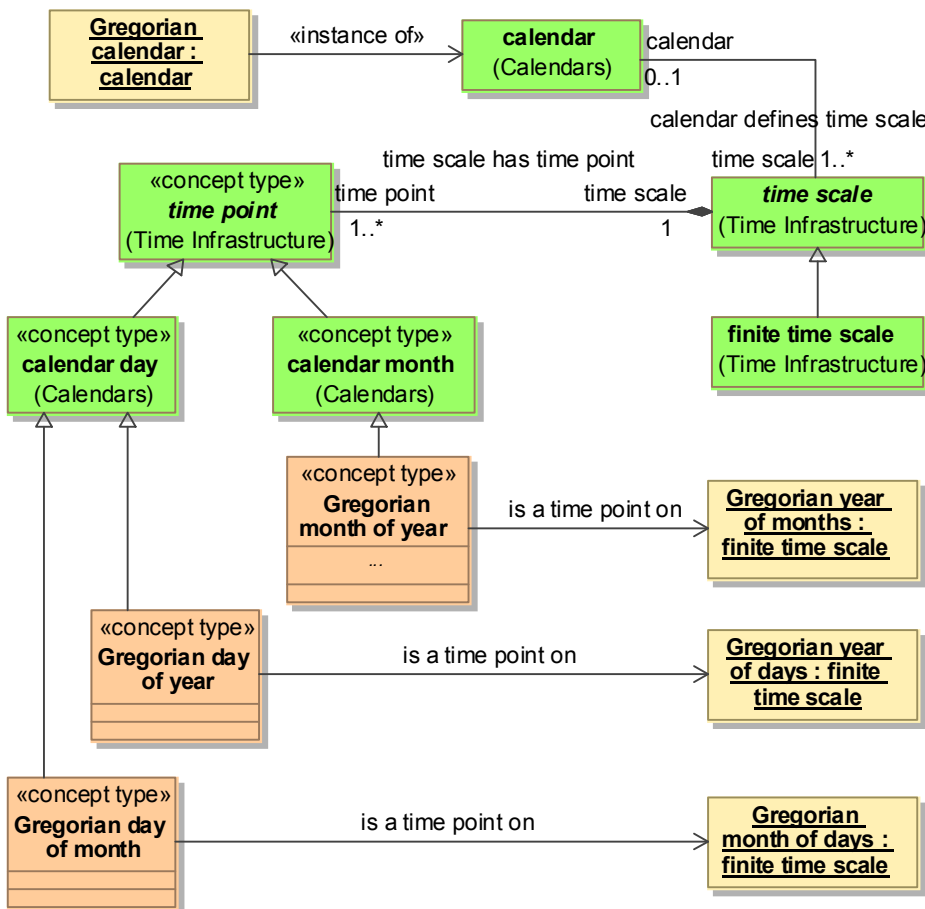 Gregorian
calendar :
calendar
«instance of»
calendar
(Calendars)
calendar
0..1
calendar defines time scale
time scale has time point
time scale 1..*
«concept type»
time point
(Time Infrastructure)
time point
1..*
time scale
1
time scale
(Time Infrastructure)
«concept type»
calendar day
(Calendars)
«concept type»
calendar month
(Calendars)
finite time scale
(Time Infrastructure)
«concept type»
Gregorian
month of year
...
is a time point on
Gregorian year
of months :
finite time scale
«concept type»
Gregorian day
of year
is a time point on
Gregorian year
of days : finite
time scale
«concept type»
Gregorian day
of month
is a time point on
Gregorian
month of days :
finite time scale